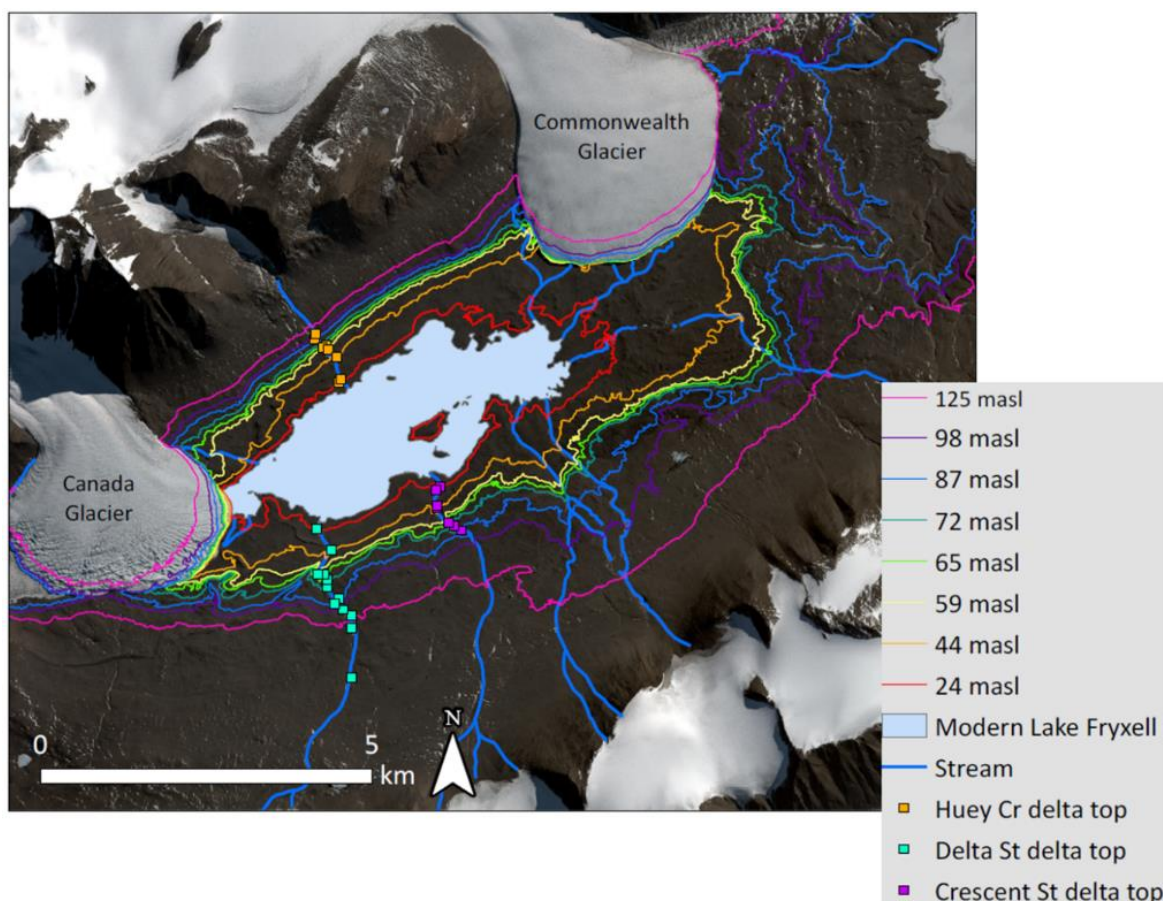 Commonwealth
Glacier
Canada
Glacier
N
0 5
km
125 masl
98 masl
87 masl
72 masl
65 masl
59 masl
44 masl
24 masl
Modern Lake Fryxell
Stream
Huey Cr delta top
Delta St delta top
Crescent St delta top